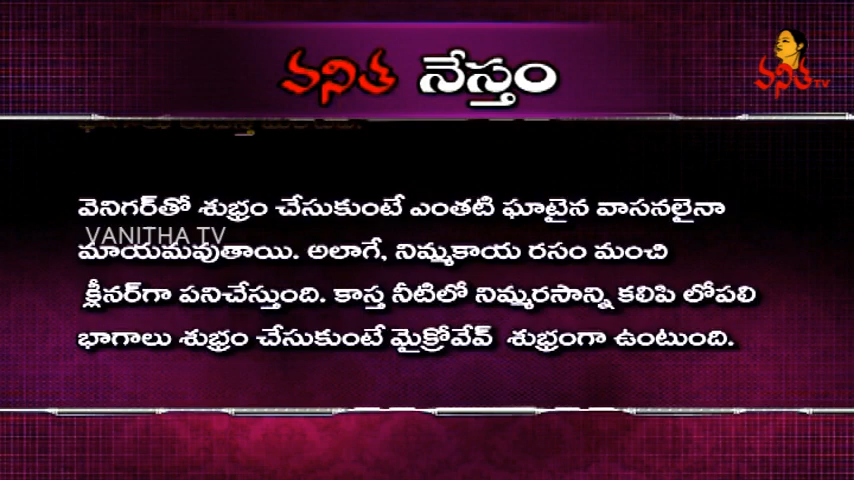 వనిత నేస్తం
వనిత TV
వెనిగర్‌తో శుభ్రం చేసుకుంటే ఎంతటి ఘాటైన వాసనలైనా
VANITHA TV
మాయమవుతాయి. అలాగే, నిమ్మకాయ రసం మంచి
క్లీనర్‌గా పనిచేస్తుంది. కాస్త నీటిలో నిమ్మరసాన్ని కలిపి లోపలి
భాగాలు శుభ్రం చేసుకుంటే మైక్రోవేవ్ శుభ్రంగా ఉంటుంది.